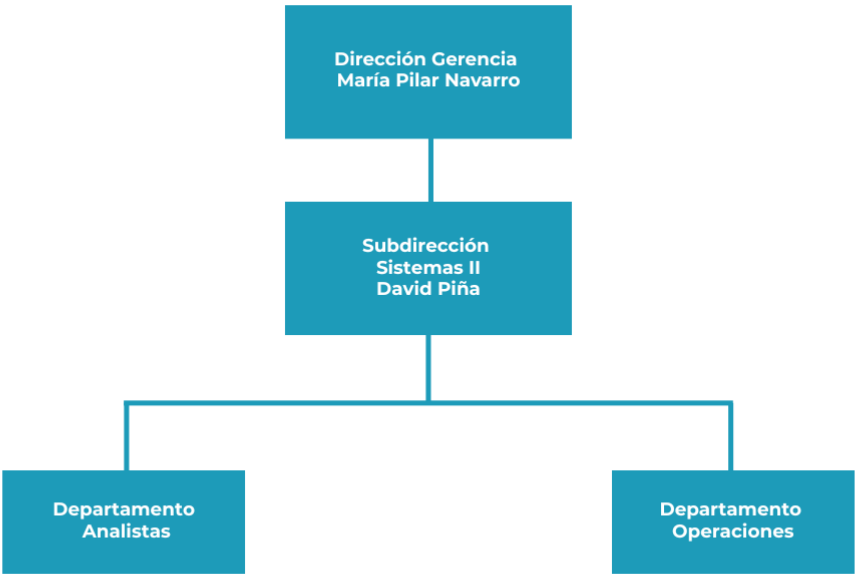 Dirección Gerencia
María Pilar Navarro
Subdirección
Sistemas II
David Piña
Departamento
Analistas
Departamento
Operaciones